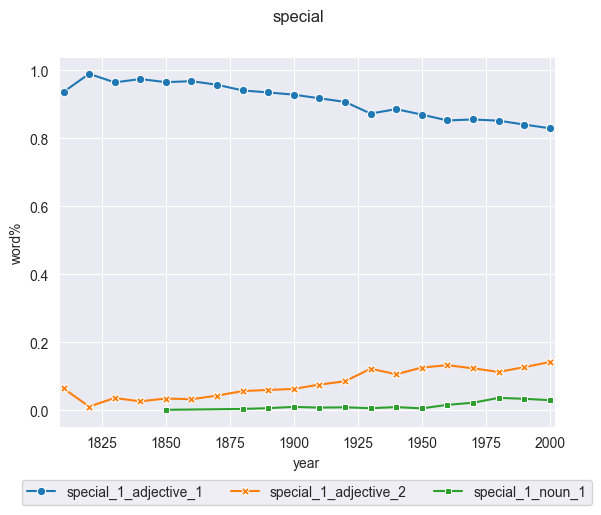 special
1.0
0.8
0.6
0.4
0.2
0.0
word%
1825 1850 1875 1900 1925 1950 1975 2000
year
special_1_adjective_1 special_1_adjective_2 special_1_noun_1